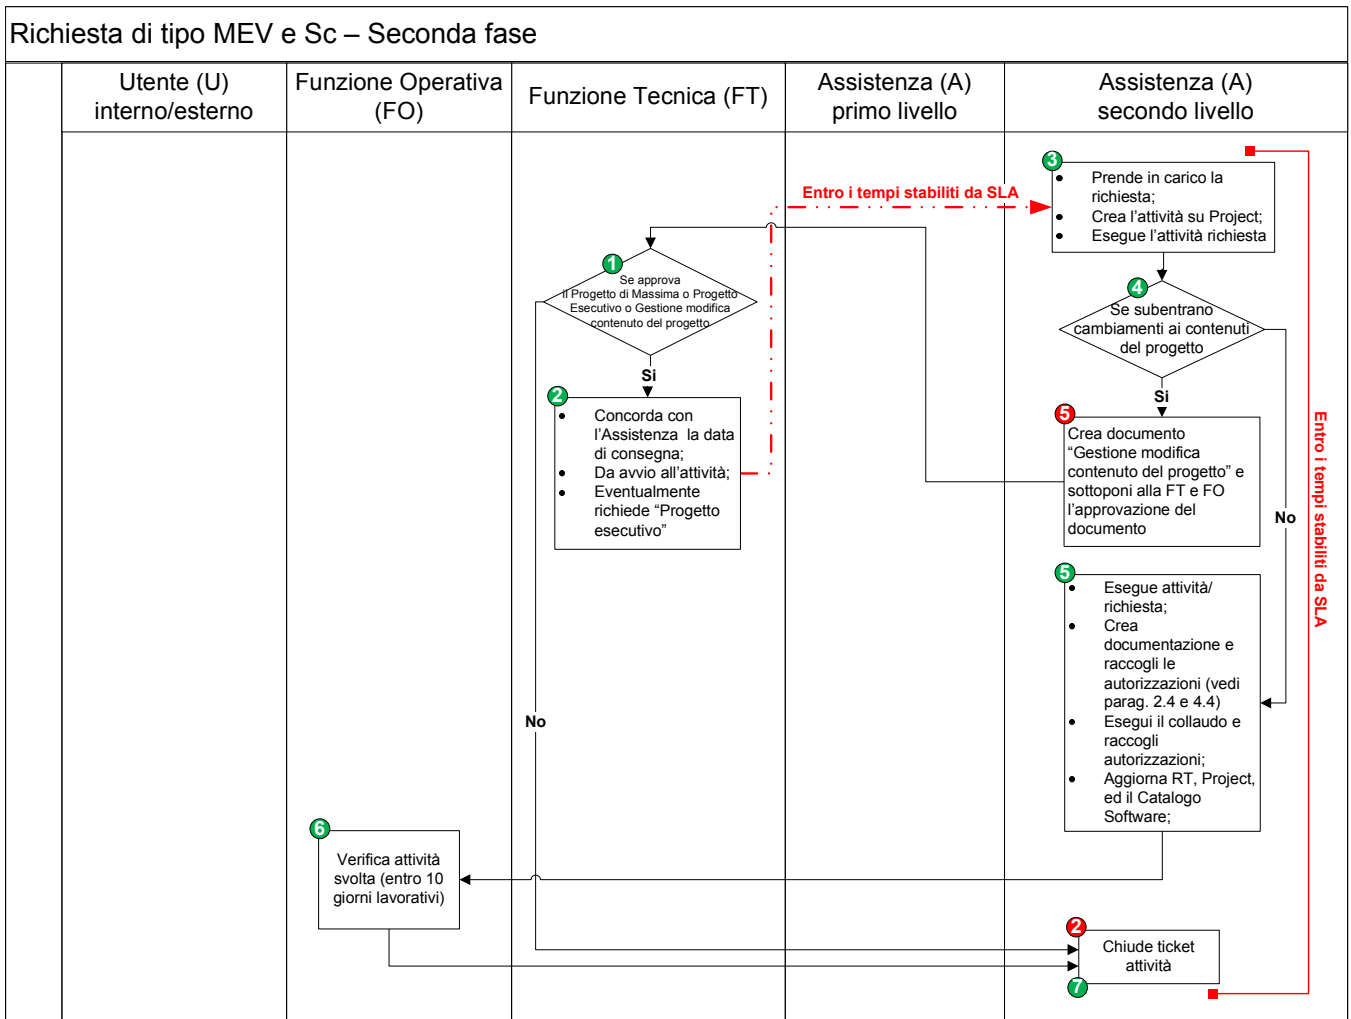 Richiesta di tipo MEV e Sc – Seconda fase
Utente (U)
interno/esterno
Funzione Operativa
(FO)
Funzione Tecnica (FT)
Assistenza (A)
primo livello
Assistenza (A)
secondo livello
Entro i tempi stabiliti da SLA
3
Prende in carico la
richiesta;
Crea l'attività su Project;
Esegue l'attività richiesta
1
Se approva
il Progetto di Massima o Progetto
Esecutivo o Gestione modifica
contenuto del progetto
4
Se subentrano
cambiamenti ai contenuti
del progetto
Si
Si
2
Concorda con
l'Assistenza la data
di consegna;
Da avvio all'attività;
Eventualmente
richiede “Progetto
esecutivo”
5
Crea documento
“Gestione modifica
contenuto del progetto” e
sottoponi alla FT e FO
l'approvazione del
documento
No
Entro i tempi stabiliti da SLA
5
Esegue attività/
richiesta;
Crea
documentazione e
raccogli le
autorizzazioni (vedi
parag. 2.4 e 4.4)
Esegui il collaudo e
raccogli
autorizzazioni;
Aggiorna RT, Project,
ed il Catalogo
Software;
No
6
Verifica attività
svolta (entro 10
giorni lavorativi)
2
Chiude ticket
attività
7